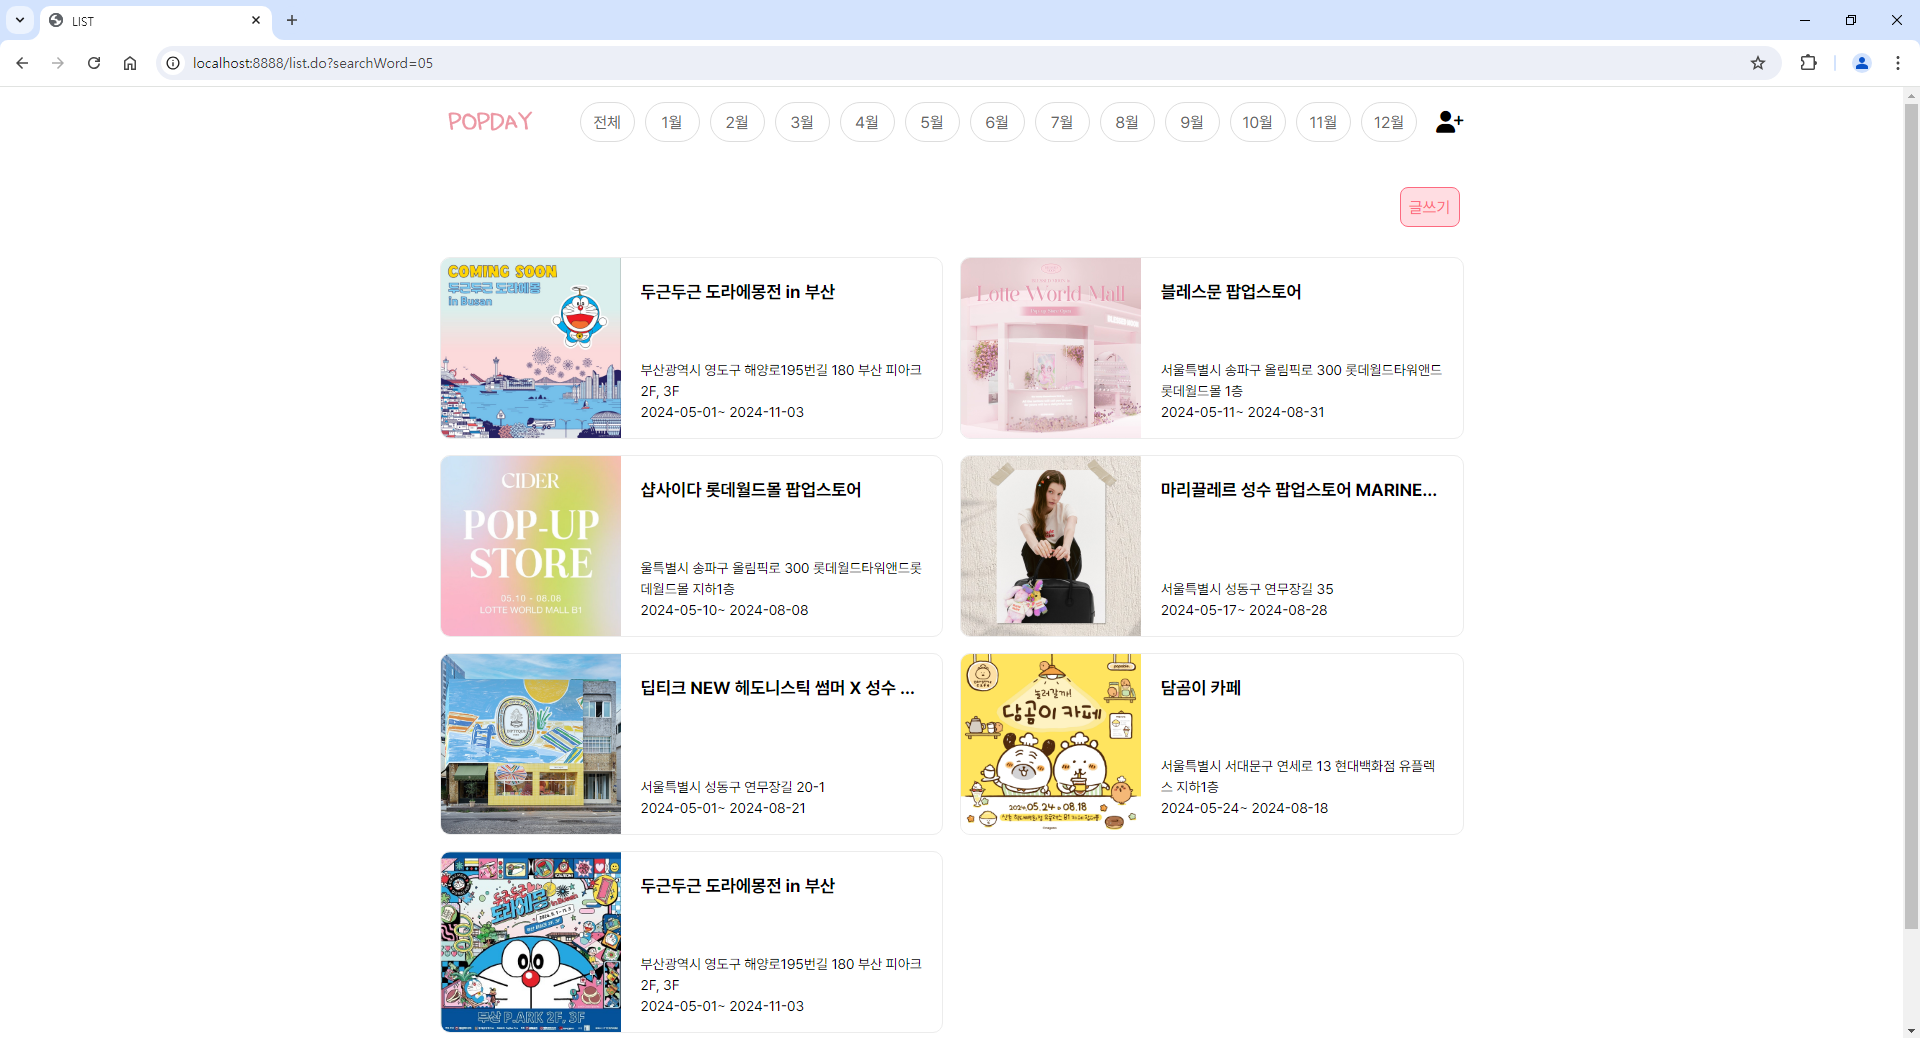 LIST
localhost:8888/list.do?searchWord=05
POPDAY
전체
1월
2월
3월
4월
5월
6월
7월
8월
9월
10월
11월
12월
글쓰기
COMING SOON
두근두근 도라에몽
In Busan
두근두근 도라에몽전 in 부산
부산광역시 영도구 해양로195번길 180 부산 피아크
2F, 3F
2024-05-01~ 2024-11-03
Lotte World Mall
블레스문 팝업스토어
서울특별시 송파구 올림픽로 300 롯데월드타워앤드
롯데월드몰 1층
2024-05-11~ 2024-08-31
CIDER
POP-UP
STORE
05.10 - 08.08
LOTTE WORLD MALL B1
샵사이다 롯데월드몰 팝업스토어
울특별시 송파구 올림픽로 300 롯데월드타워앤드롯
데월드몰 지하1층
2024-05-10~ 2024-08-08
마리끌레르 성수 팝업스토어 MARINE...
서울특별시 성동구 연무장길 35
2024-05-17~ 2024-08-28
딥티크 NEW 헤도니스틱 썸머 X 성수 ...
서울특별시 성동구 연무장길 20-1
2024-05-01~ 2024-08-21
놀러갈까!
담곰이 카페
2024.05.24 08.18
담곰이 카페
서울특별시 서대문구 연세로 13 현대백화점 유플렉
스 지하1층
2024-05-24~ 2024-08-18
두근두근
도라에몽
in Busan
부산 P.ARK 2F, 3F
두근두근 도라에몽전 in 부산
부산광역시 영도구 해양로195번길 180 부산 피아크
2F, 3F
2024-05-01~ 2024-11-03